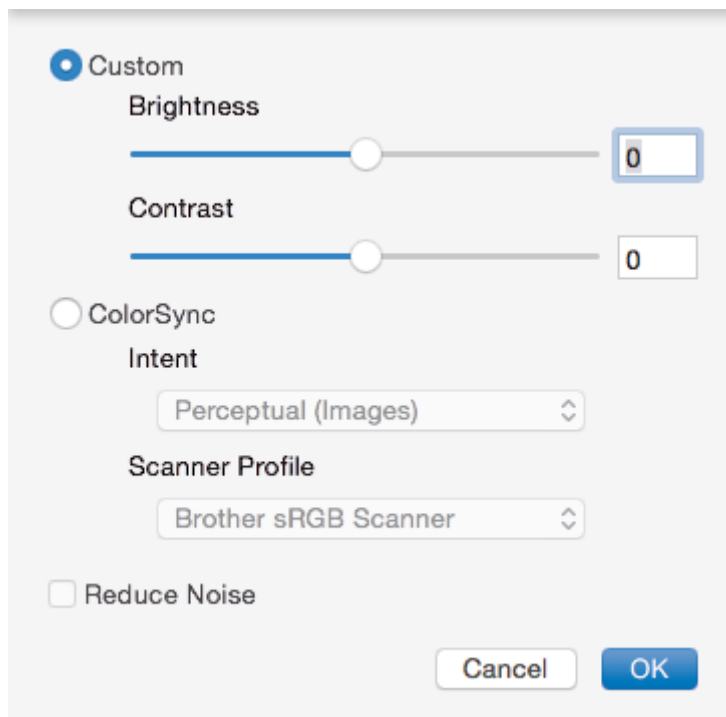 Custom
Brightness
0
Contrast
0
ColorSync
Intent
Perceptual (Images)
Scanner Profile
Brother sRGB Scanner
Reduce Noise
Cancel OK